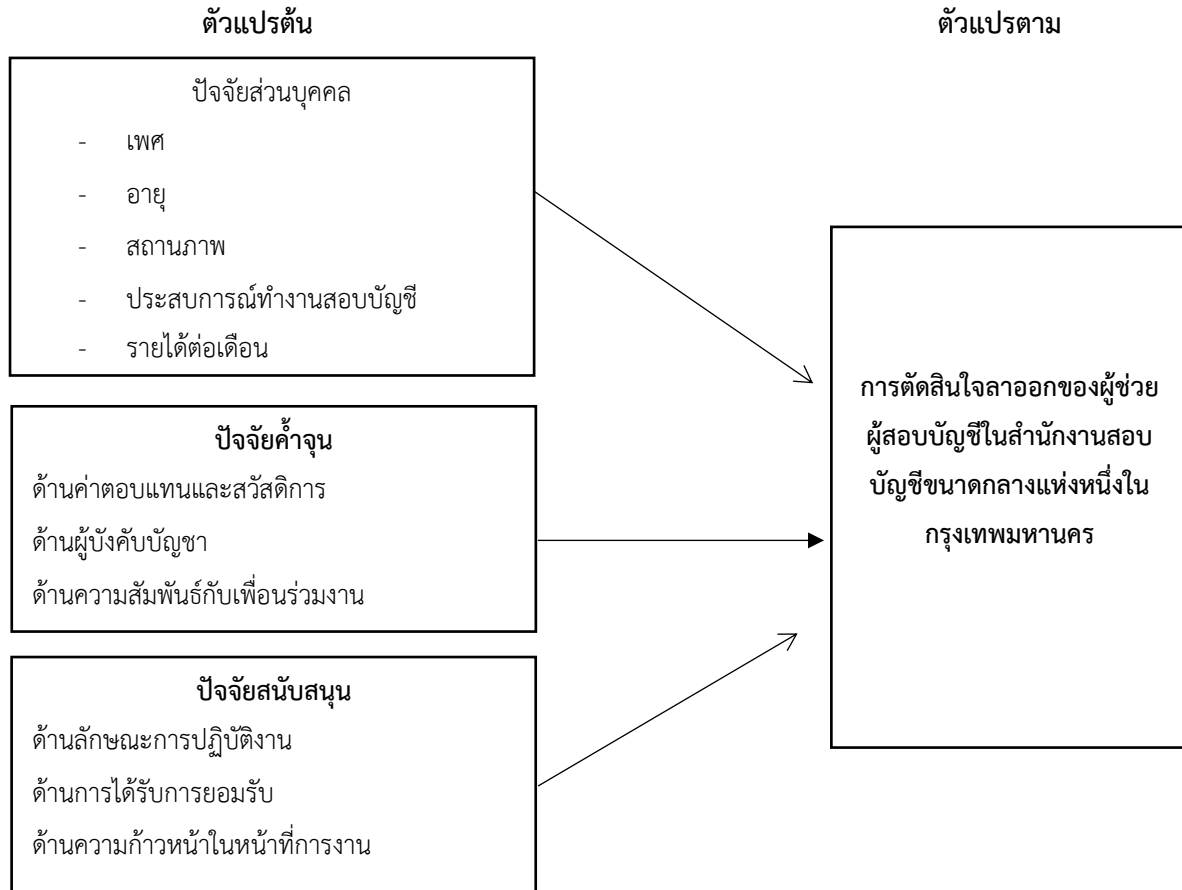 ตัวแปรต้น
ตัวแปรตาม
ปัจจัยส่วนบุคคล
- เพศ
- อายุ
- สถานภาพ
- ประสบการณ์ทำงานสอบบัญชี
- รายได้ต่อเดือน
ปัจจัยค้ำจุน
ด้านค่าตอบแทนและสวัสดิการ
ด้านผู้บังคับบัญชา
ด้านความสัมพันธ์กับเพื่อนร่วมงาน
ปัจจัยสนับสนุน
ด้านลักษณะการปฏิบัติงาน
ด้านการได้รับการยอมรับ
ด้านความก้าวหน้าในหน้าที่การงาน
การตัดสินใจลาออกของผู้ช่วย
ผู้สอบบัญชีในสำนักงานสอบ
บัญชีขนาดกลางแห่งหนึ่งใน
กรุงเทพมหานคร